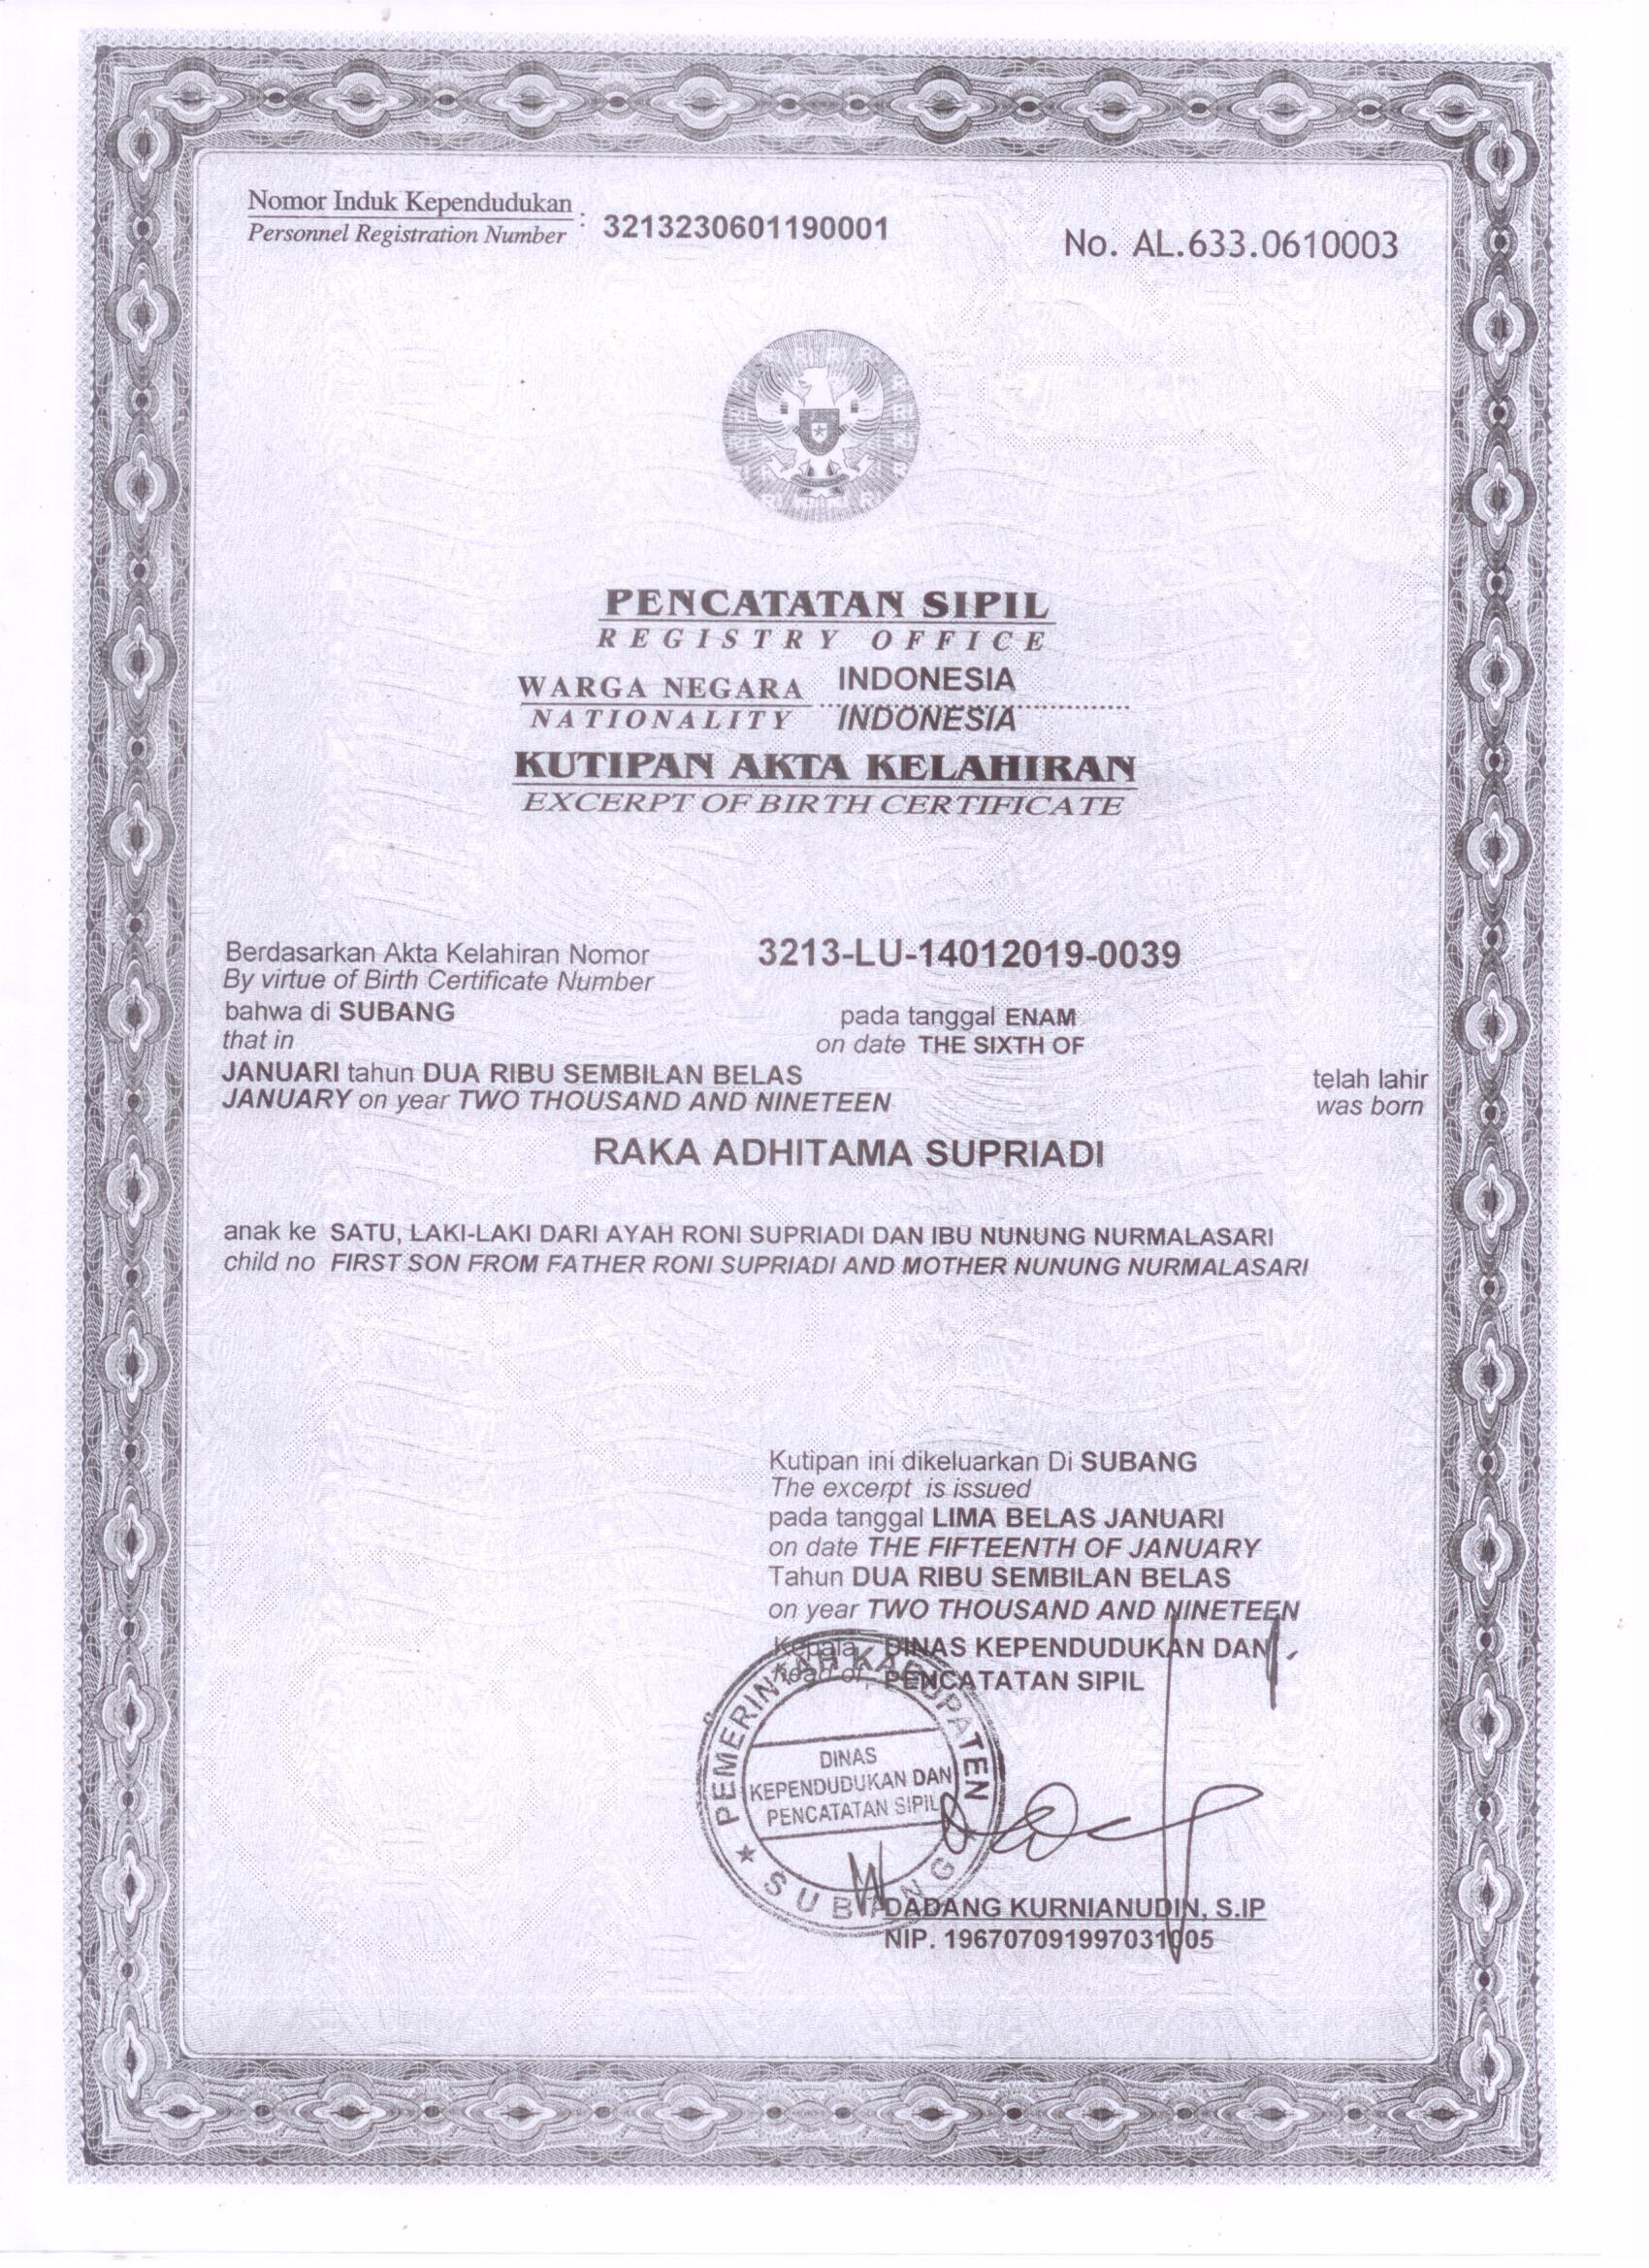 Nomor Induk Kependudukan : 3213230601190001
Personnel Registration Number
No. AL.633.0610003
PENCATATAN SIPIL
REGISTRY OFFICE
WARGA NEGARA INDONESIA
NATIONALITY INDONESIA
KUTIPAN AKTA KELAHIRAN
EXCERPT OF BIRTH CERTIFICATE
Berdasarkan Akta Kelahiran Nomor 3213-LU-14012019-0039
By virtue of Birth Certificate Number
bahwa di SUBANG pada tanggal ENAM
that in on date THE SIXTH OF
JANUARI tahun DUA RIBU SEMBILAN BELAS telah lahir
JANUARY on year TWO THOUSAND AND NINETEEN was born
RAKA ADHITAMA SUPRIADI
anak ke SATU, LAKI-LAKI DARI AYAH RONI SUPRIADI DAN IBU NUNUNG NURMALASARI
child no FIRST SON FROM FATHER RONI SUPRIADI AND MOTHER NUNUNG NURMALASARI
Kutipan ini dikeluarkan Di SUBANG
The excerpt is issued
pada tanggal LIMA BELAS JANUARI
on date THE FIFTEENTH OF JANUARY
Tahun DUA RIBU SEMBILAN BELAS
on year TWO THOUSAND AND NINETEEN
Kepala DINAS KEPENDUDUKAN DAN
head of, PENCATATAN SIPIL
PEMERINTAH KABUPATEN
DINAS
KEPENDUDUKAN DAN
PENCATATAN SIPIL
SUBANG
DADANG KURNIANUDIN, S.IP
NIP. 196707091997031005